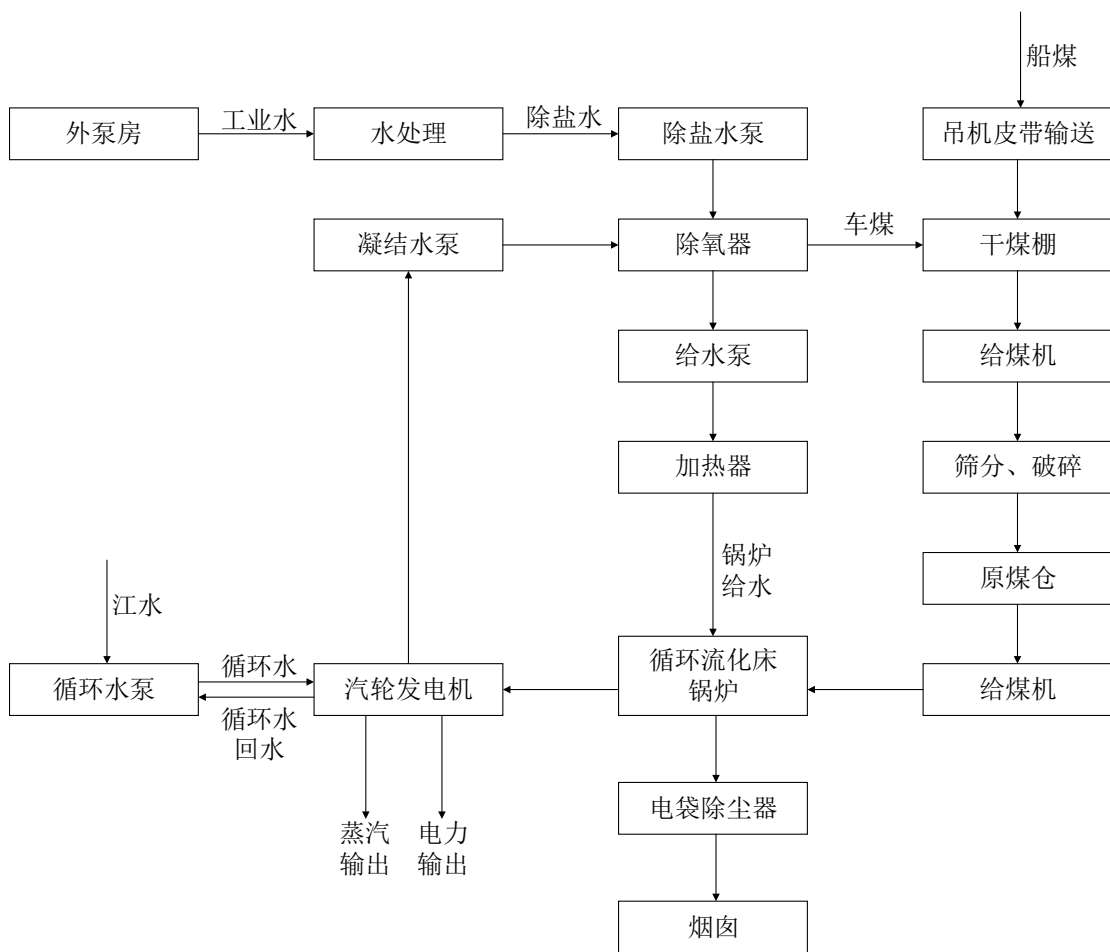 船煤
外泵房
工业水
水处理
除盐水
除盐水泵
吊机皮带输送
凝结水泵
除氧器
车煤
干煤棚
给水泵
给煤机
加热器
筛分、破碎
锅炉
给水
原煤仓
江水
循环水泵
循环水
循环水
回水
汽轮发电机
循环流化床
锅炉
给煤机
电袋除尘器
蒸汽
输出
电力
输出
烟囱